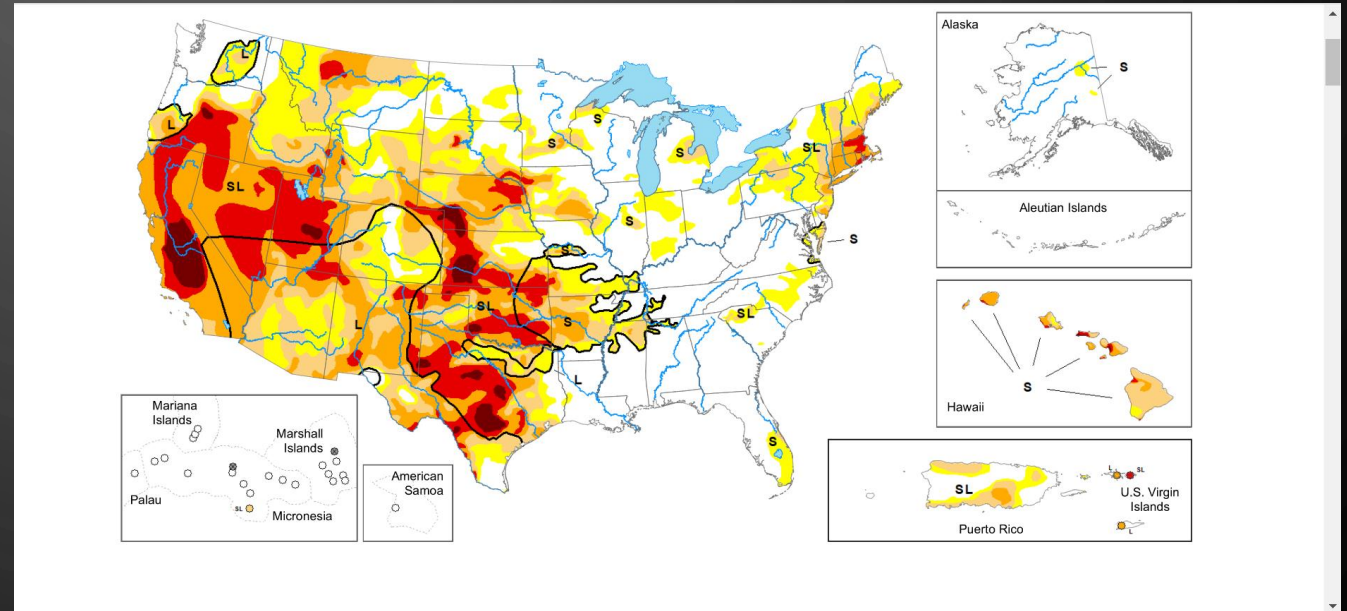 Alaska
S
Aleutian Islands
S
Hawaii
L
SL
SL
U.S. Virgin
Islands
L
Puerto Rico
L
L
SL
S
S
S
SL
S
S
S
SL
S
L
SL
L
S
Mariana
Islands
Marshall
Islands
Palau
SL
Micronesia
American
Samoa